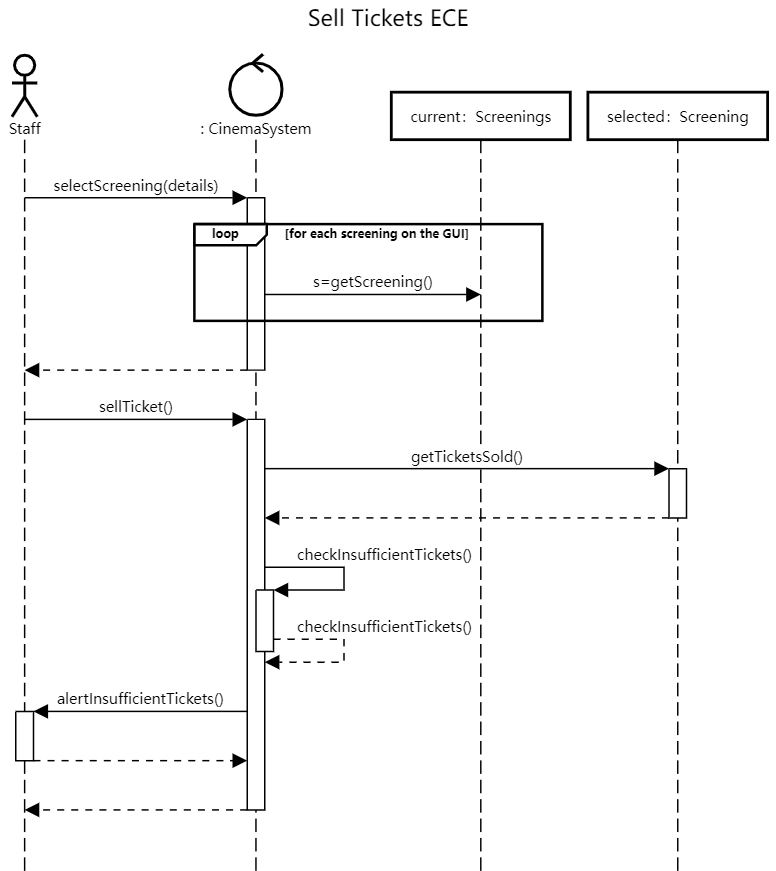 Sell Tickets ECE
Staff
: CinemaSystem
current: Screenings
selected: Screening
selectScreening(details)
loop
[for each screening on the GUI]
s=getScreening()
sellTicket()
getTicketsSold()
checkInsufficientTickets()
checkInsufficientTickets()
alertInsufficientTickets()